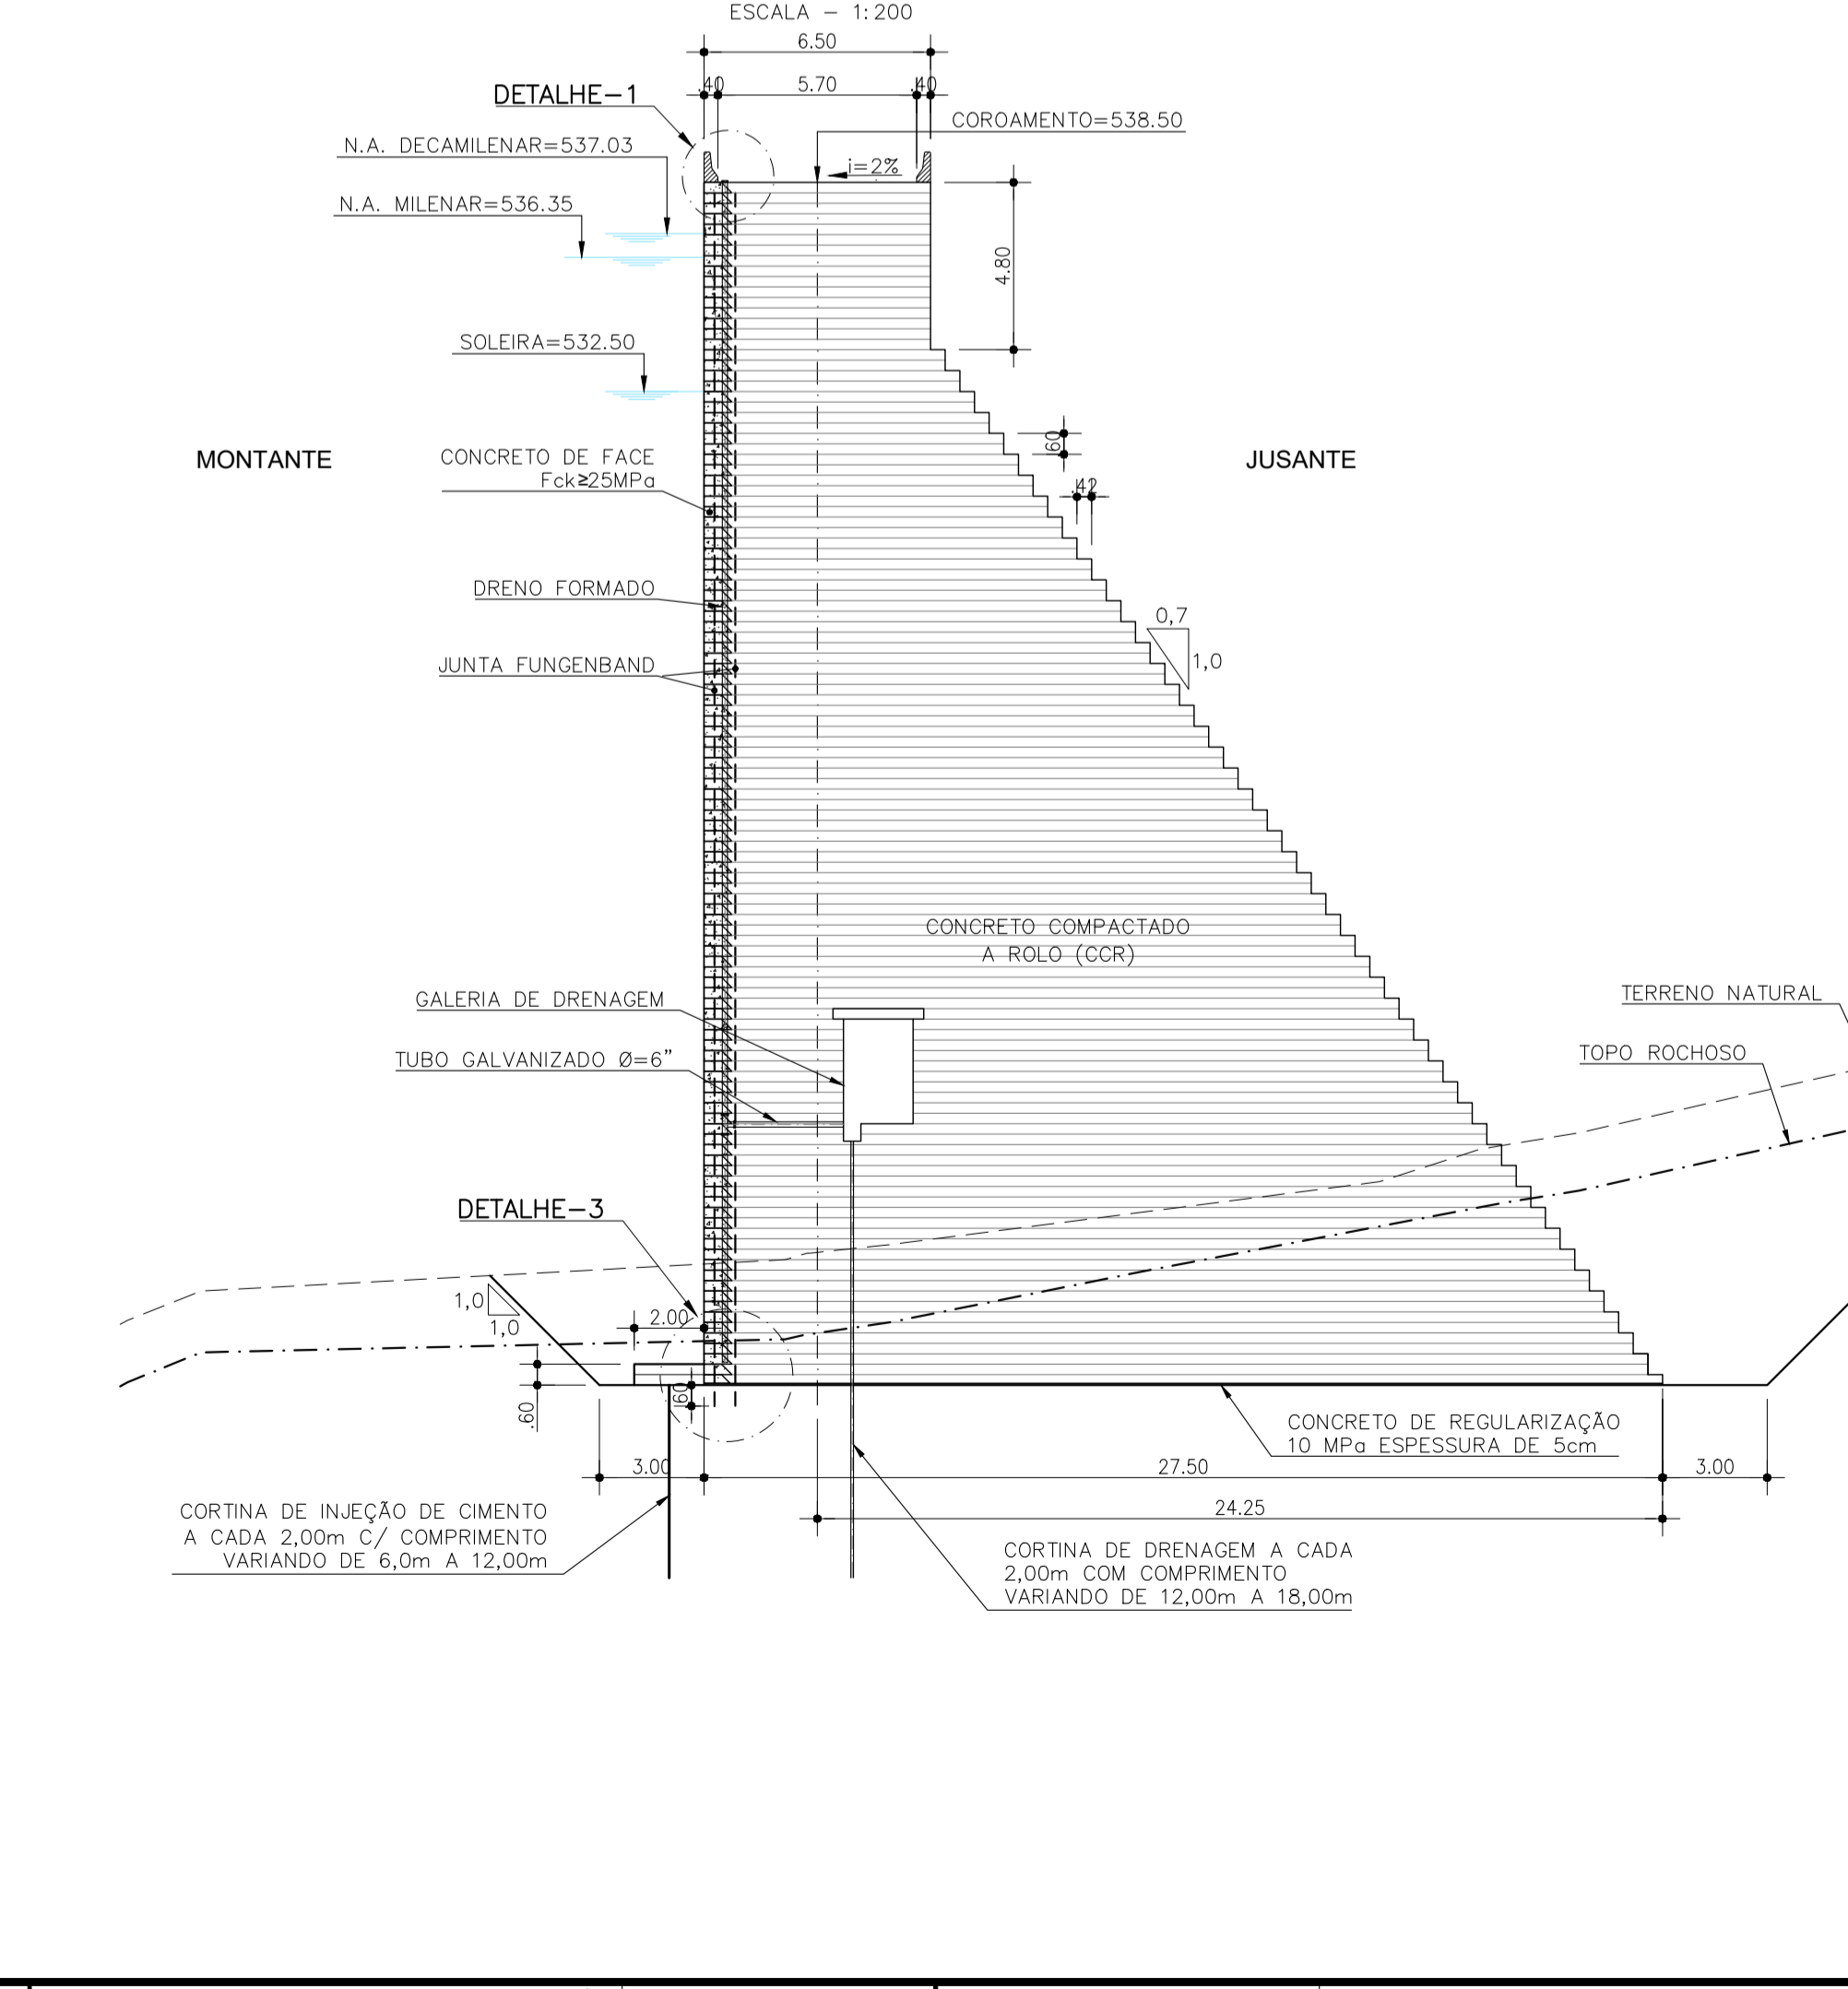 ESCALA – 1:200
6.50
.40 5.70 .40
DETALHE–1
COROAMENTO=538.50
N.A. DECAMILENAR=537.03
i=2%
N.A. MILENAR=536.35
4.80
SOLEIRA=532.50
MONTANTE
CONCRETO DE FACE
Fck≥25MPa
.60
JUSANTE
.42
DRENO FORMADO
0,7
1,0
JUNTA FUNGENBAND
CONCRETO COMPACTADO
A ROLO (CCR)
GALERIA DE DRENAGEM
TERRENO NATURAL
TUBO GALVANIZADO Ø=6”
TOPO ROCHOSO
DETALHE–3
1,0
1,0
2.00
.60
.60
CONCRETO DE REGULARIZAÇÃO
10 MPa ESPESSURA DE 5cm
3.00 27.50 3.00
24.25
CORTINA DE INJEÇÃO DE CIMENTO
A CADA 2,00m C/ COMPRIMENTO
VARIANDO DE 6,0m A 12,00m
CORTINA DE DRENAGEM A CADA
2,00m COM COMPRIMENTO
VARIANDO DE 12,00m A 18,00m